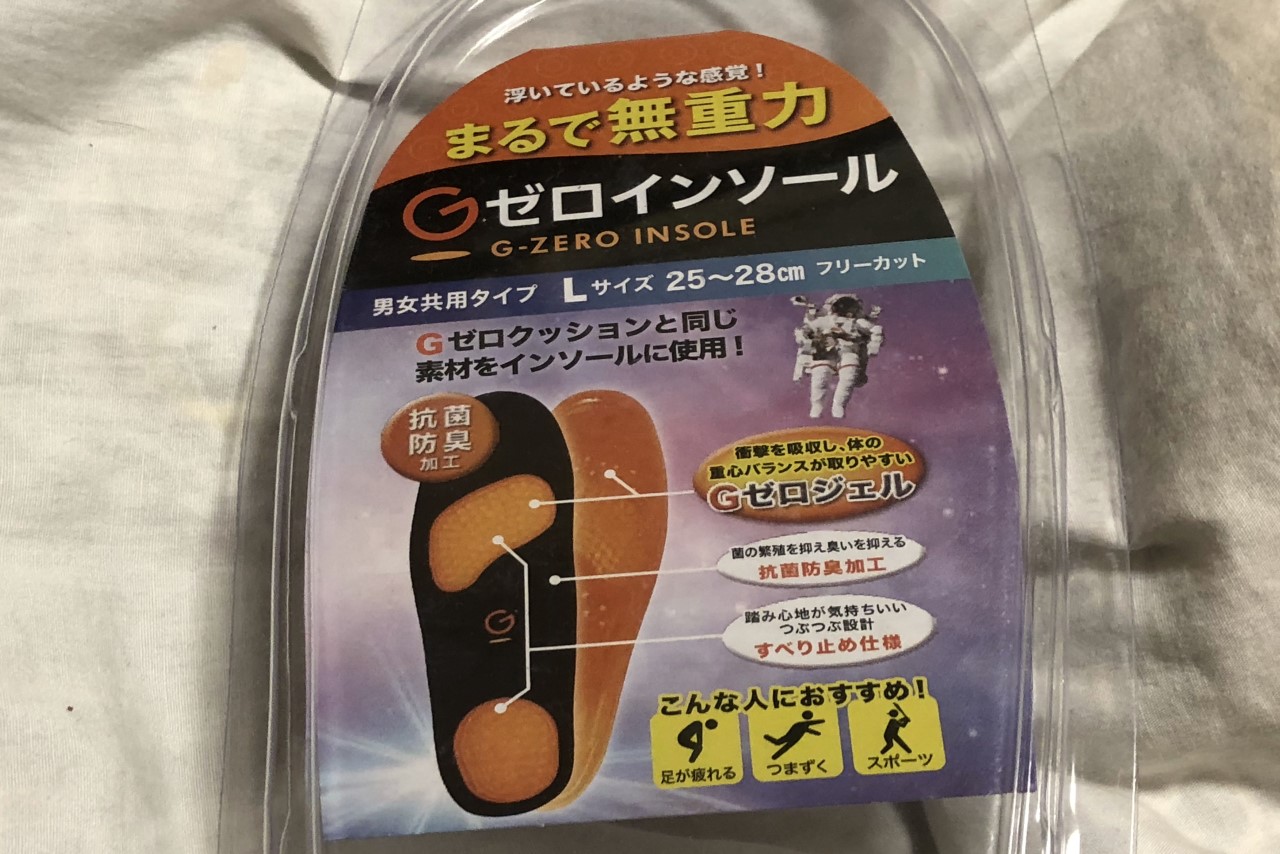 浮いているような感覚！
まるで無重力
Gゼロインソール
G-ZERO INSOLE
男女共用タイプ Lサイズ 25〜28㎝ フリーカット
Gゼロクッションと同じ
素材をインソールに使用！
抗菌
防臭
加工
衝撃を吸収し、体の
重心バランスが取りやすい
Gゼロジェル
菌の繁殖を抑え臭いを抑える
抗菌防臭加工
踏み心地が気持ちいい
つぶつぶ設計
すべり止め仕様
G
こんな人におすすめ！
足が疲れる
つまずく
スポーツ